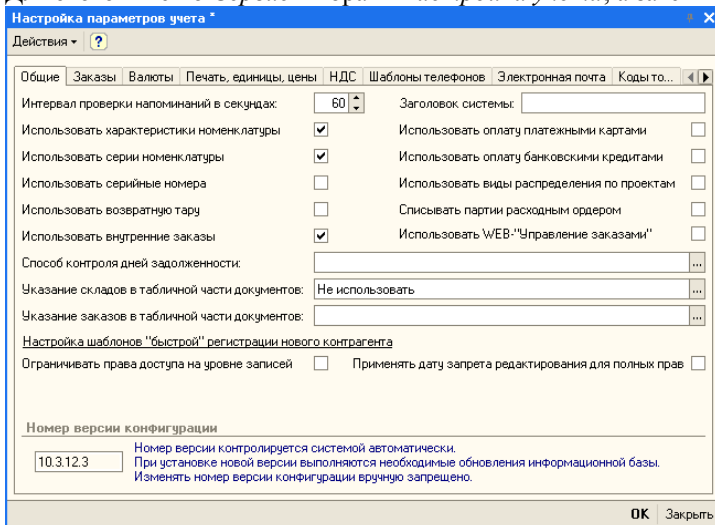 Настройка параметров учета *
Действия
?
Общие Заказы Валюты Печать, единицы, цены НДС Шаблоны телефонов Электронная почта Коды то...
Интервал проверки напоминаний в секундах: 60 Заголовок системы:
Использовать характеристики номенклатуры Использовать оплату платежными картами
Использовать серии номенклатуры Использовать оплату банковскими кредитами
Использовать серийные номера Использовать виды распределения по проектам
Использовать возвратную тару Списывать партии расходным ордером
Использовать внутренние заказы Использовать WEB-"Управление заказами"
Способ контроля дней задолженности: ...
Указание складов в табличной части документов: Не использовать ...
Указание заказов в табличной части документов: ...
Настройка шаблонов "быстрой" регистрации нового контрагента
Ограничивать права доступа на уровне записей Применять дату запрета редактирования для полных прав
Номер версии конфигурации
10.3.12.3
Номер версии контролируется системой автоматически.
При установке новой версии выполняются необходимые обновления информационной базы.
Изменять номер версии конфигурации вручную запрещено.
OK Закрыть